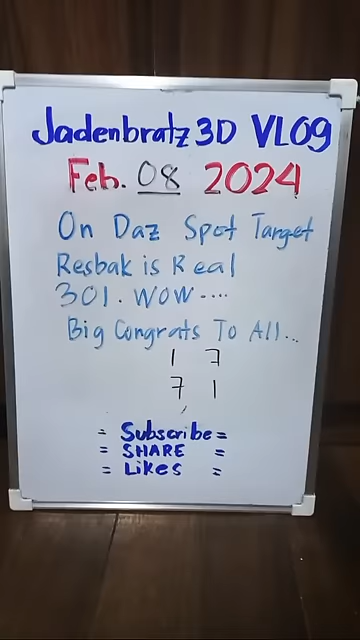 Jadenbratz 3D VLOG
Feb. 08 2024
On Daz Spot Target
Resbak is Real
301. WOW....
Big Congrats To All...
1 7
7 1
= Subscribe =
= SHARE =
= Likes =